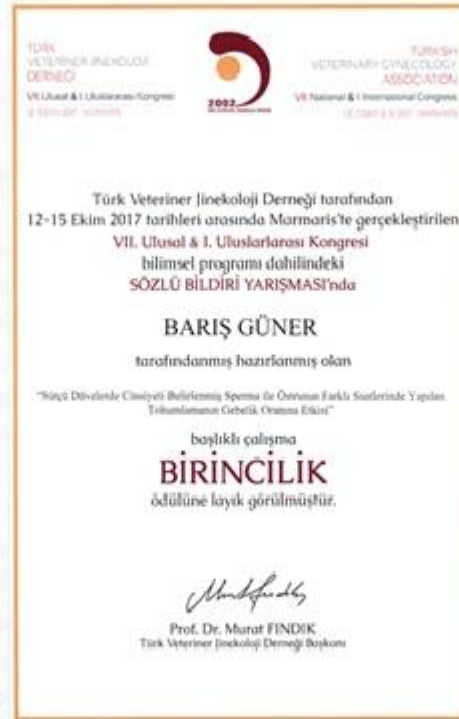 TÜRK
VETERİNER JİNEKOLOJİ
DERNEĞİ
VII. Ulusal & I. Uluslararası Kongresi
TURKISH
VETERINARY GYNECOLOGY
ASSOCIATION
VII. National & I. International Congress
2002
Türk Veteriner Jinekoloji Derneği tarafından
12-15 Ekim 2017 tarihleri arasında Marmaris'te gerçekleştirilen
VII. Ulusal & I. Uluslarlarası Kongresi
bilimsel programı dahilindeki
SÖZLÜ BİLDİRİ YARIŞMASI'nda
BARIŞ GÜNER
tarafındanmış hazırlanmış olan
"Sütçü Düvelerde Cinsiyeti Belirlenmiş Sperma ile Östrusun Farklı Saatlerinde Yapılan
Tohumlamanın Gebelik Oranına Etkisi"
başlıklı çalışma
BİRİNCİLİK
ödülüne layık görülmüştür.
Prof. Dr. Murat FINDIK
Türk Veteriner Jinekoloji Derneği Başkanı